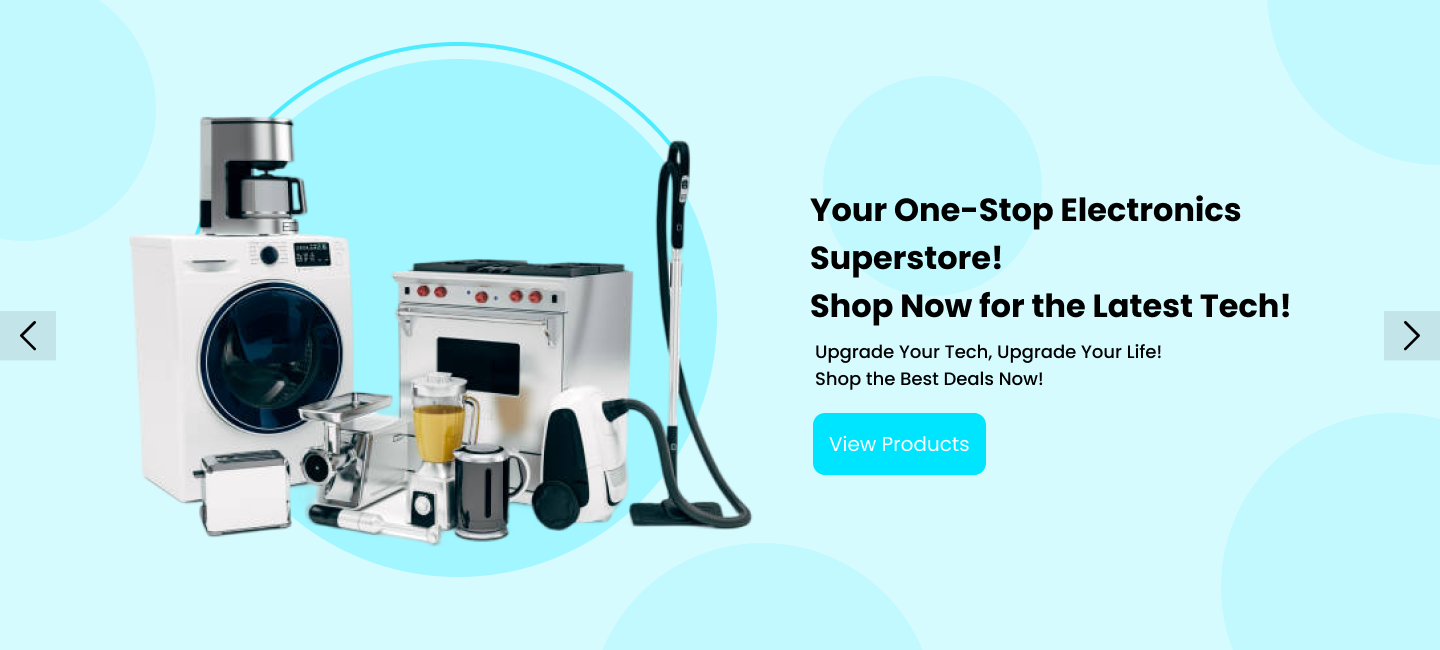 Your One-Stop Electronics
Superstore!
Shop Now for the Latest Tech!
Upgrade Your Tech, Upgrade Your Life!
Shop the Best Deals Now!
View Products